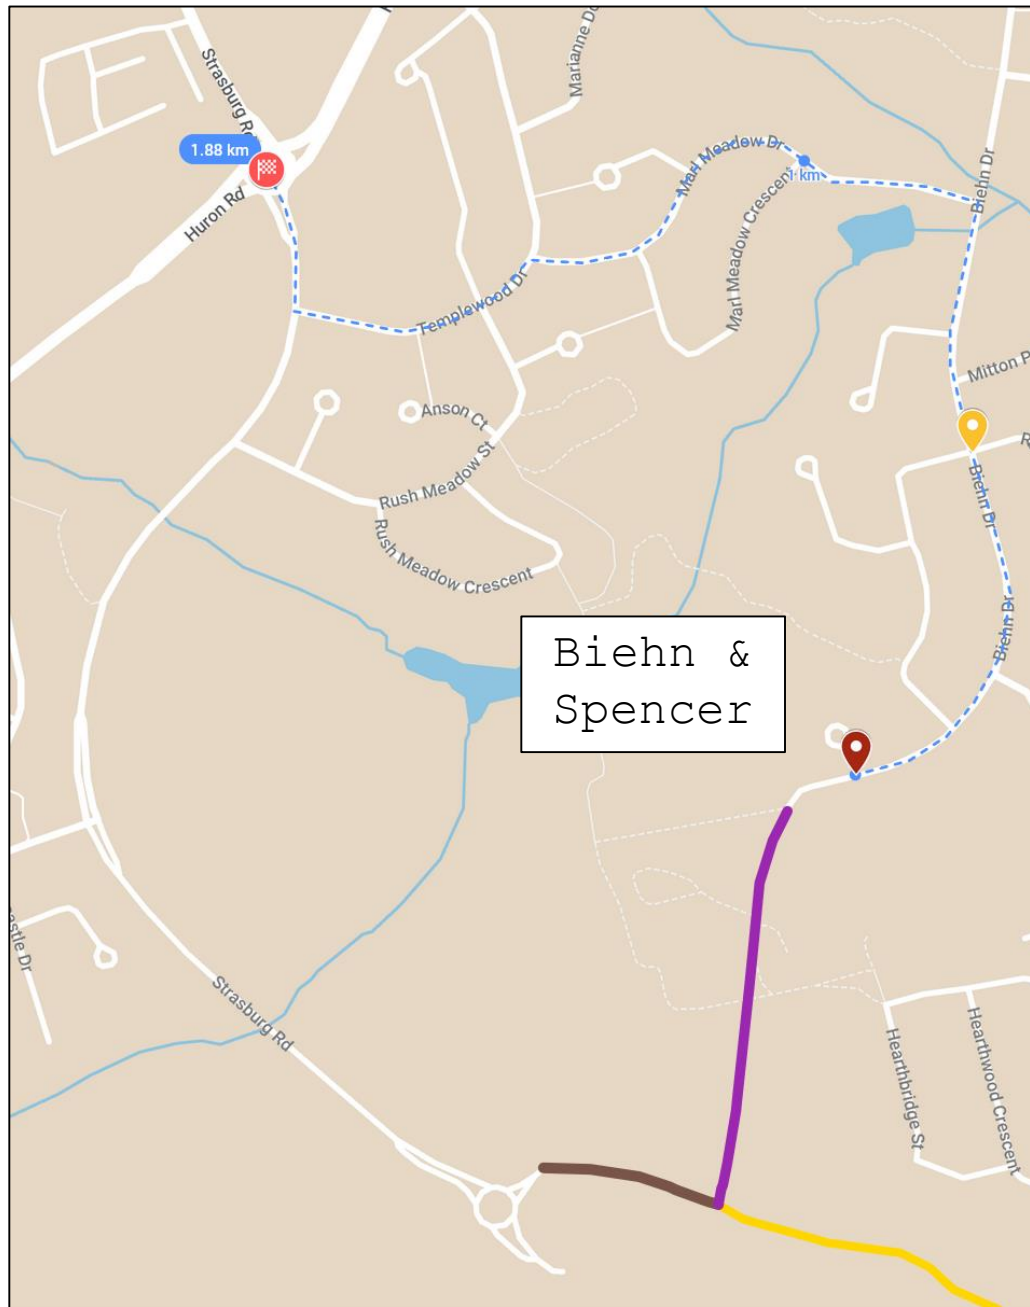 Marianne Do
Strasburg Rd
1.88 km
Huron Rd
Marl Meadow Dr
1 km
Marl Meadow Crescent
Biehn Dr
Templewood Dr
Mitton P
Anson Ct
Rush Meadow St
R
Biehn Dr
Rush Meadow Crescent
Biehn Dr
Biehn &
Spencer
astle Dr
Strasburg Rd
Hearthbridge St
Hearthwood Crescent